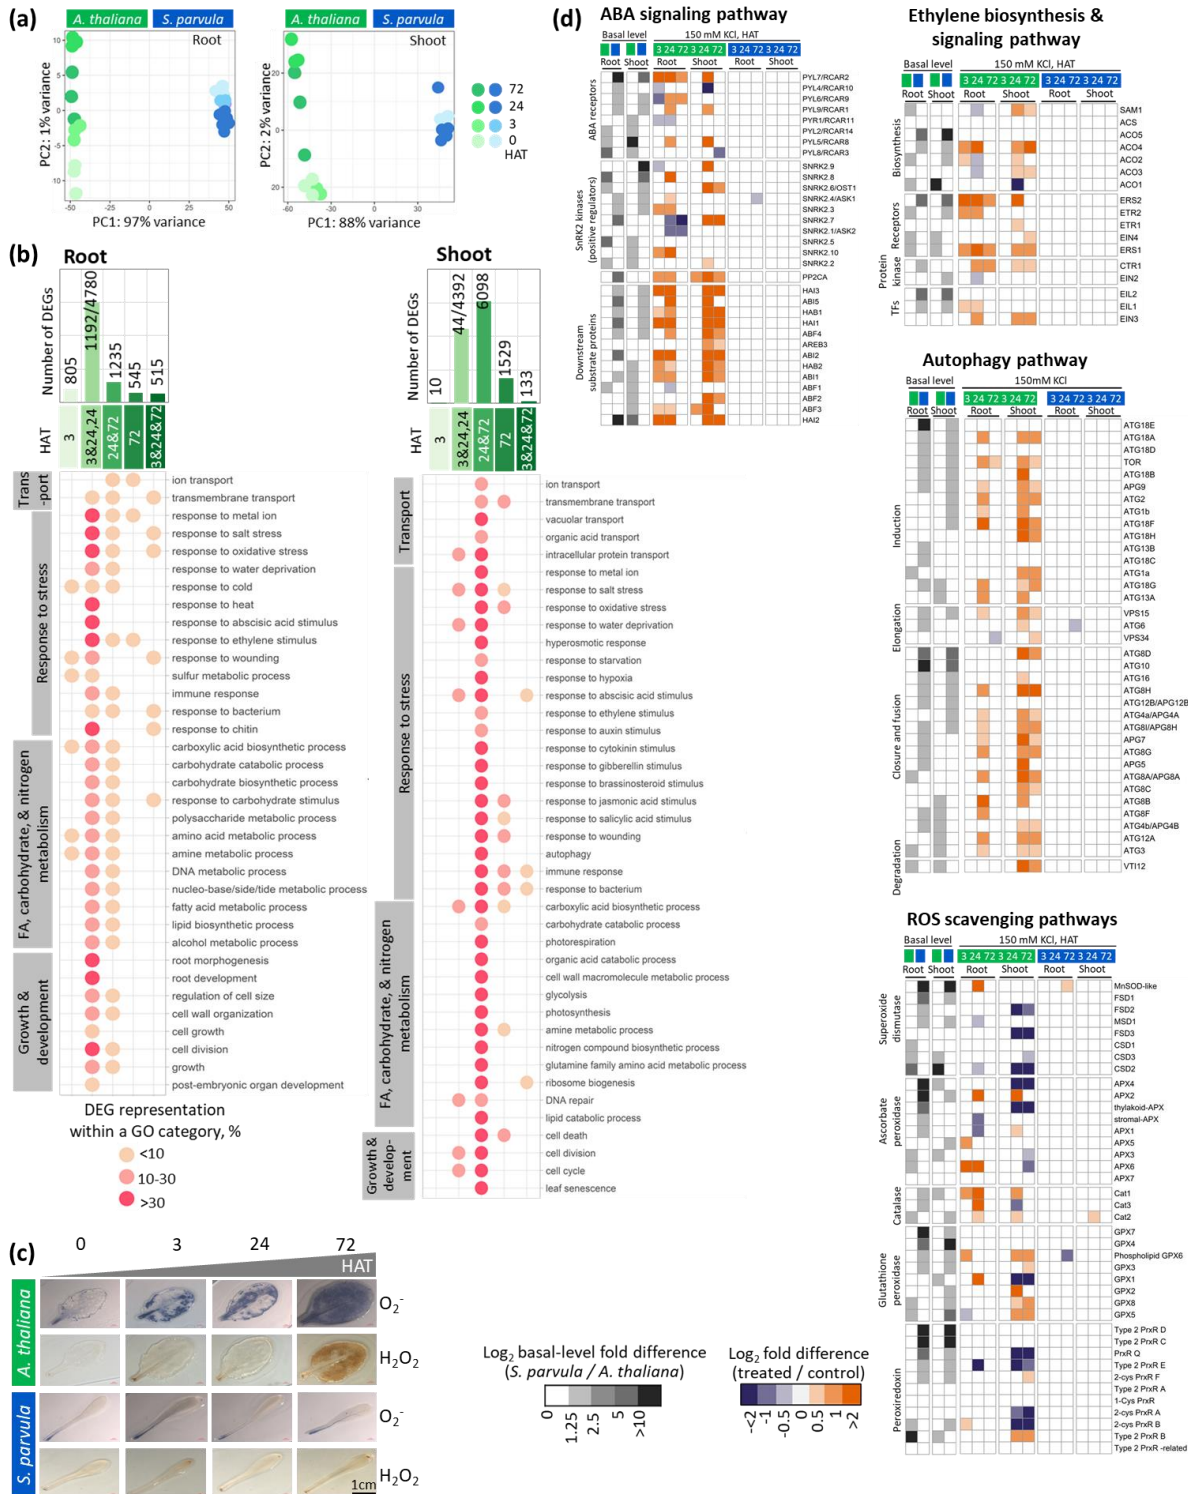 (a)
A. thaliana
S. parvula
Root
PC2: 1% variance
10
5
0
5
10
-50
0
25
50
PC1: 97% variance
A. thaliana
S. parvula
Shoot
PC2: 2% variance
20
0
20
-60
-30
0
30
PC1: 88% variance
72
24
3
0
HAT
(b)
Root
Number of DEGs
805
1192/4780
1235
545
515
HAT
3
3&24,24
24&72
72
3&24&72
Trans
-port
ion transport
transmembrane transport
Response to stress
response to metal ion
response to salt stress
response to oxidative stress
response to water deprivation
response to cold
response to heat
response to abscisic acid stimulus
response to ethylene stimulus
response to wounding
sulfur metabolic process
immune response
response to bacterium
response to chitin
FA, carbohydrate, & nitrogen
metabolism
carboxylic acid biosynthetic process
carbohydrate catabolic process
carbohydrate biosynthetic process
response to carbohydrate stimulus
polysaccharide metabolic process
amino acid metabolic process
amine metabolic process
DNA metabolic process
nucleo-base/side/tide metabolic process
fatty acid metabolic process
lipid biosynthetic process
alcohol metabolic process
Growth &
development
root morphogenesis
root development
regulation of cell size
cell wall organization
cell growth
cell division
growth
post-embryonic organ development
DEG representation
within a GO category, %
<10
10-30
>30
Shoot
Number of DEGs
10
44/4392
6098
1529
133
HAT
3
3&24,24
24&72
72
3&24&72
Transport
ion transport
transmembrane transport
vacuolar transport
organic acid transport
intracellular protein transport
Response to stress
response to metal ion
response to salt stress
response to oxidative stress
response to water deprivation
hyperosmotic response
response to starvation
response to hypoxia
response to abscisic acid stimulus
response to ethylene stimulus
response to auxin stimulus
response to cytokinin stimulus
response to gibberellin stimulus
response to brassinosteroid stimulus
response to jasmonic acid stimulus
response to salicylic acid stimulus
response to wounding
autophagy
immune response
response to bacterium
FA, carbohydrate, & nitrogen
metabolism
carboxylic acid biosynthetic process
carbohydrate catabolic process
photorespiration
organic acid catabolic process
cell wall macromolecule metabolic process
glycolysis
photosynthesis
amine metabolic process
nitrogen compound biosynthetic process
glutamine family amino acid metabolic process
ribosome biogenesis
DNA repair
lipid catabolic process
Growth &
develop-
ment
cell death
cell division
cell cycle
leaf senescence
(c)
0
3
24
72
HAT
A. thaliana
O2-
H2O2
S. parvula
O2-
H2O2
1cm
(d)
ABA signaling pathway
Basal level
150 mM KCl, HAT
3 24 72 3 24 72 3 24 72 3 24 72
Root Shoot Root Shoot Root Shoot
ABA receptors
PYL7/RCAR2
PYL4/RCAR10
PYL6/RCAR9
PYL9/RCAR1
PYR1/RCAR11
PYL2/RCAR14
PYL5/RCAR8
PYL8/RCAR3
SnRK2 kinases
(positive regulators)
SNRK2.9
SNRK2.8
SNRK2.6/OST1
SNRK2.4/ASK1
SNRK2.3
SNRK2.7
SNRK2.1/ASK2
SNRK2.5
SNRK2.10
SNRK2.2
PP2CA
Downstream
substrate proteins
HAI3
ABI5
HAB1
HAI1
ABF4
AREB3
ABI2
HAB2
ABI1
ABF1
ABF2
ABF3
HAI2
Ethylene biosynthesis &
signaling pathway
Basal level
150 mM KCl, HAT
3 24 72 3 24 72 3 24 72 3 24 72
Root Shoot Root Shoot Root Shoot
Biosynthesis
SAM1
ACS
ACO5
ACO4
ACO2
ACO3
ACO1
Receptors
ERS2
ETR2
ETR1
EIN4
ERS1
Protein
kinase
CTR1
EIN2
TFs
EIL2
EIL1
EIN3
Autophagy pathway
Basal level
150mM KCl
3 24 72 3 24 72 3 24 72 3 24 72
Root Shoot Root Shoot Root Shoot
Induction
ATG18E
ATG18A
ATG18D
TOR
ATG18B
APG9
ATG2
ATG1b
ATG18F
ATG18H
ATG13B
ATG18C
ATG1a
ATG18G
ATG13A
Elongation
VPS15
ATG6
VPS34
Closure and fusion
ATG8D
ATG10
ATG16
ATG8H
ATG12B/APG12B
ATG4a/APG4A
ATG8I/APG8H
APG7
ATG8G
APG5
ATG8A/APG8A
ATG8C
ATG8B
ATG8F
ATG4b/APG4B
ATG12A
ATG3
Degradation
VTI12
ROS scavenging pathways
Basal level
150 mM KCl, HAT
3 24 72 3 24 72 3 24 72 3 24 72
Root Shoot Root Shoot Root Shoot
Superoxide
dismutase
MnSOD-like
FSD1
FSD2
MSD1
FSD3
CSD1
CSD3
CSD2
Ascorbate
peroxidase
APX4
APX2
thylakoid-APX
stromal-APX
APX1
APX5
APX3
APX6
APX7
Catalase
Cat1
Cat3
Cat2
Glutathione
peroxidase
GPX7
GPX4
Phospholipid GPX6
GPX3
GPX1
GPX2
GPX8
GPX5
Peroxiredoxin
Type 2 PrxR D
Type 2 PrxR C
PrxR Q
Type 2 PrxR E
2-cys PrxR F
Type 2 PrxR A
1-Cys PrxR
2-cys PrxR A
2-cys PrxR B
Type 2 PrxR B
Type 2 PrxR -related
Log2 basal-level fold difference
(S. parvula / A. thaliana)
0
1.25
2.5
5
>10
Log2 fold difference
(treated / control)
-<2
-1
-0.5
0
0.5
1
>2